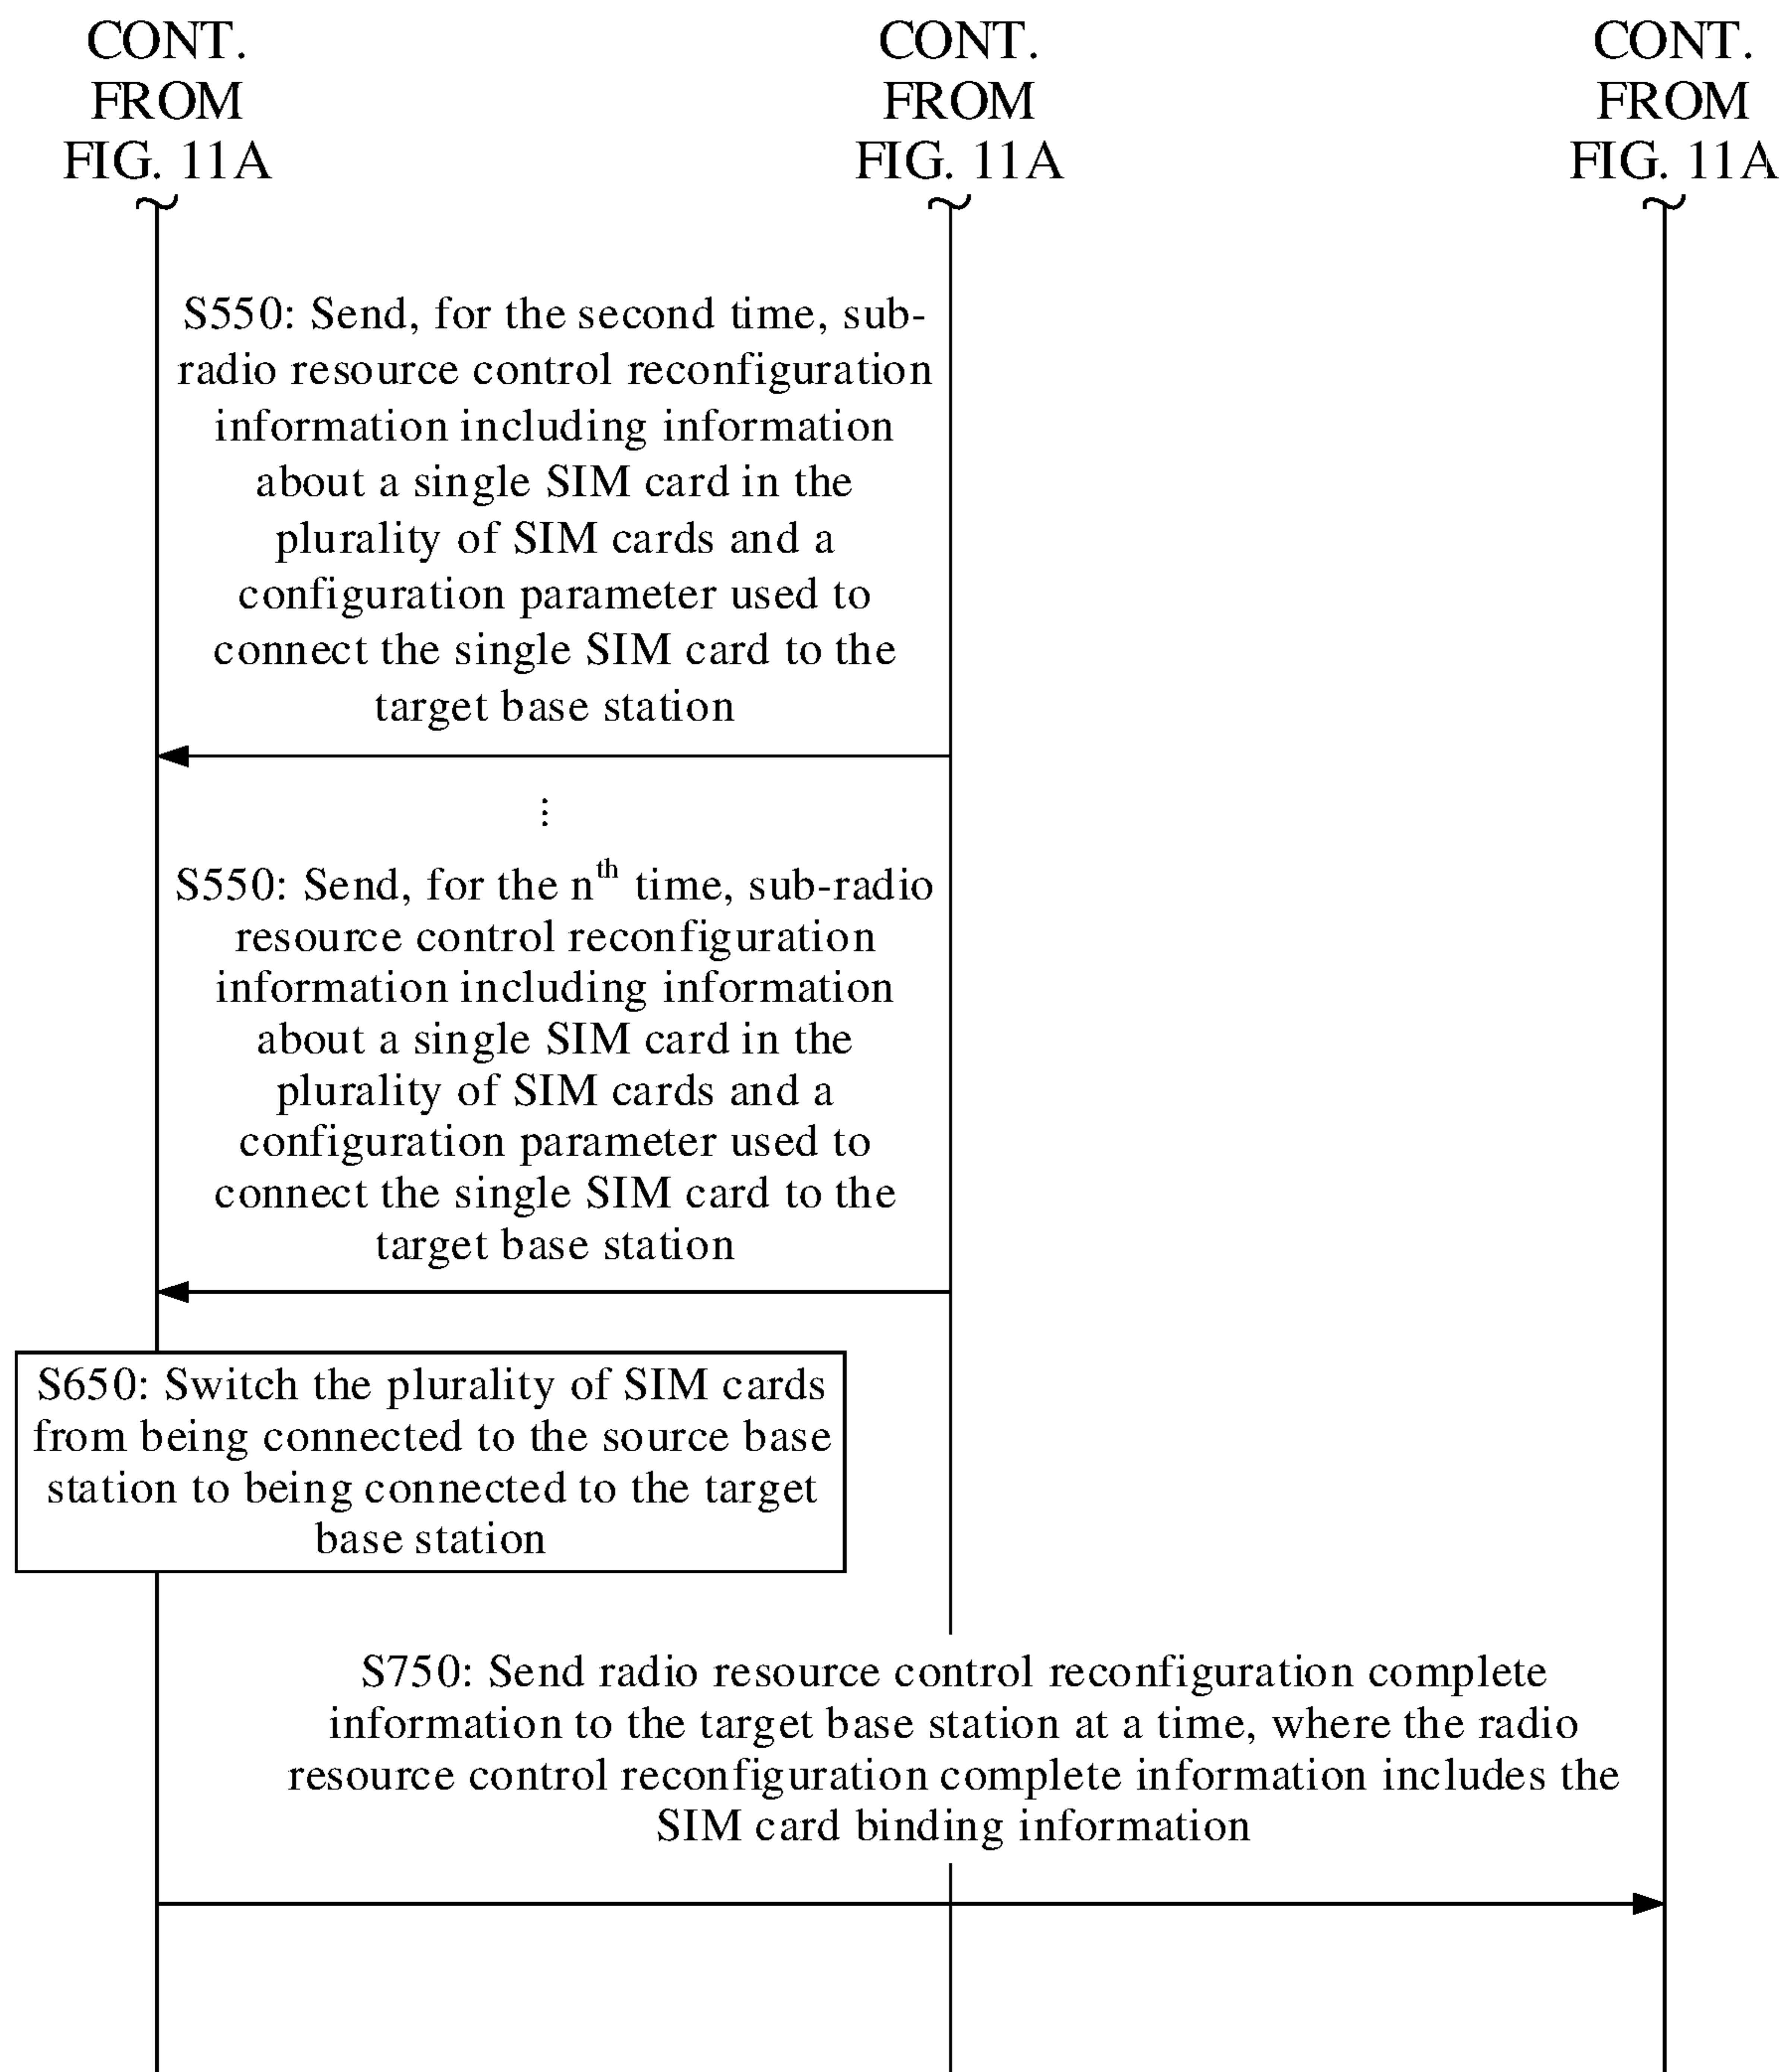 CONT.
FROM
FIG. 11A
CONT.
FROM
FIG. 11A
CONT.
FROM
FIG. 11A
S550: Send, for the second time, sub-
radio resource control reconfiguration
information including information
about a single SIM card in the
plurality of SIM cards and a
configuration parameter used to
connect the single SIM card to the
target base station
⋮
S550: Send, for the nth time, sub-radio
resource control reconfiguration
information including information
about a single SIM card in the
plurality of SIM cards and a
configuration parameter used to
connect the single SIM card to the
target base station
S650: Switch the plurality of SIM cards
from being connected to the source base
station to being connected to the target
base station
S750: Send radio resource control reconfiguration complete
information to the target base station at a time, where the radio
resource control reconfiguration complete information includes the
SIM card binding information